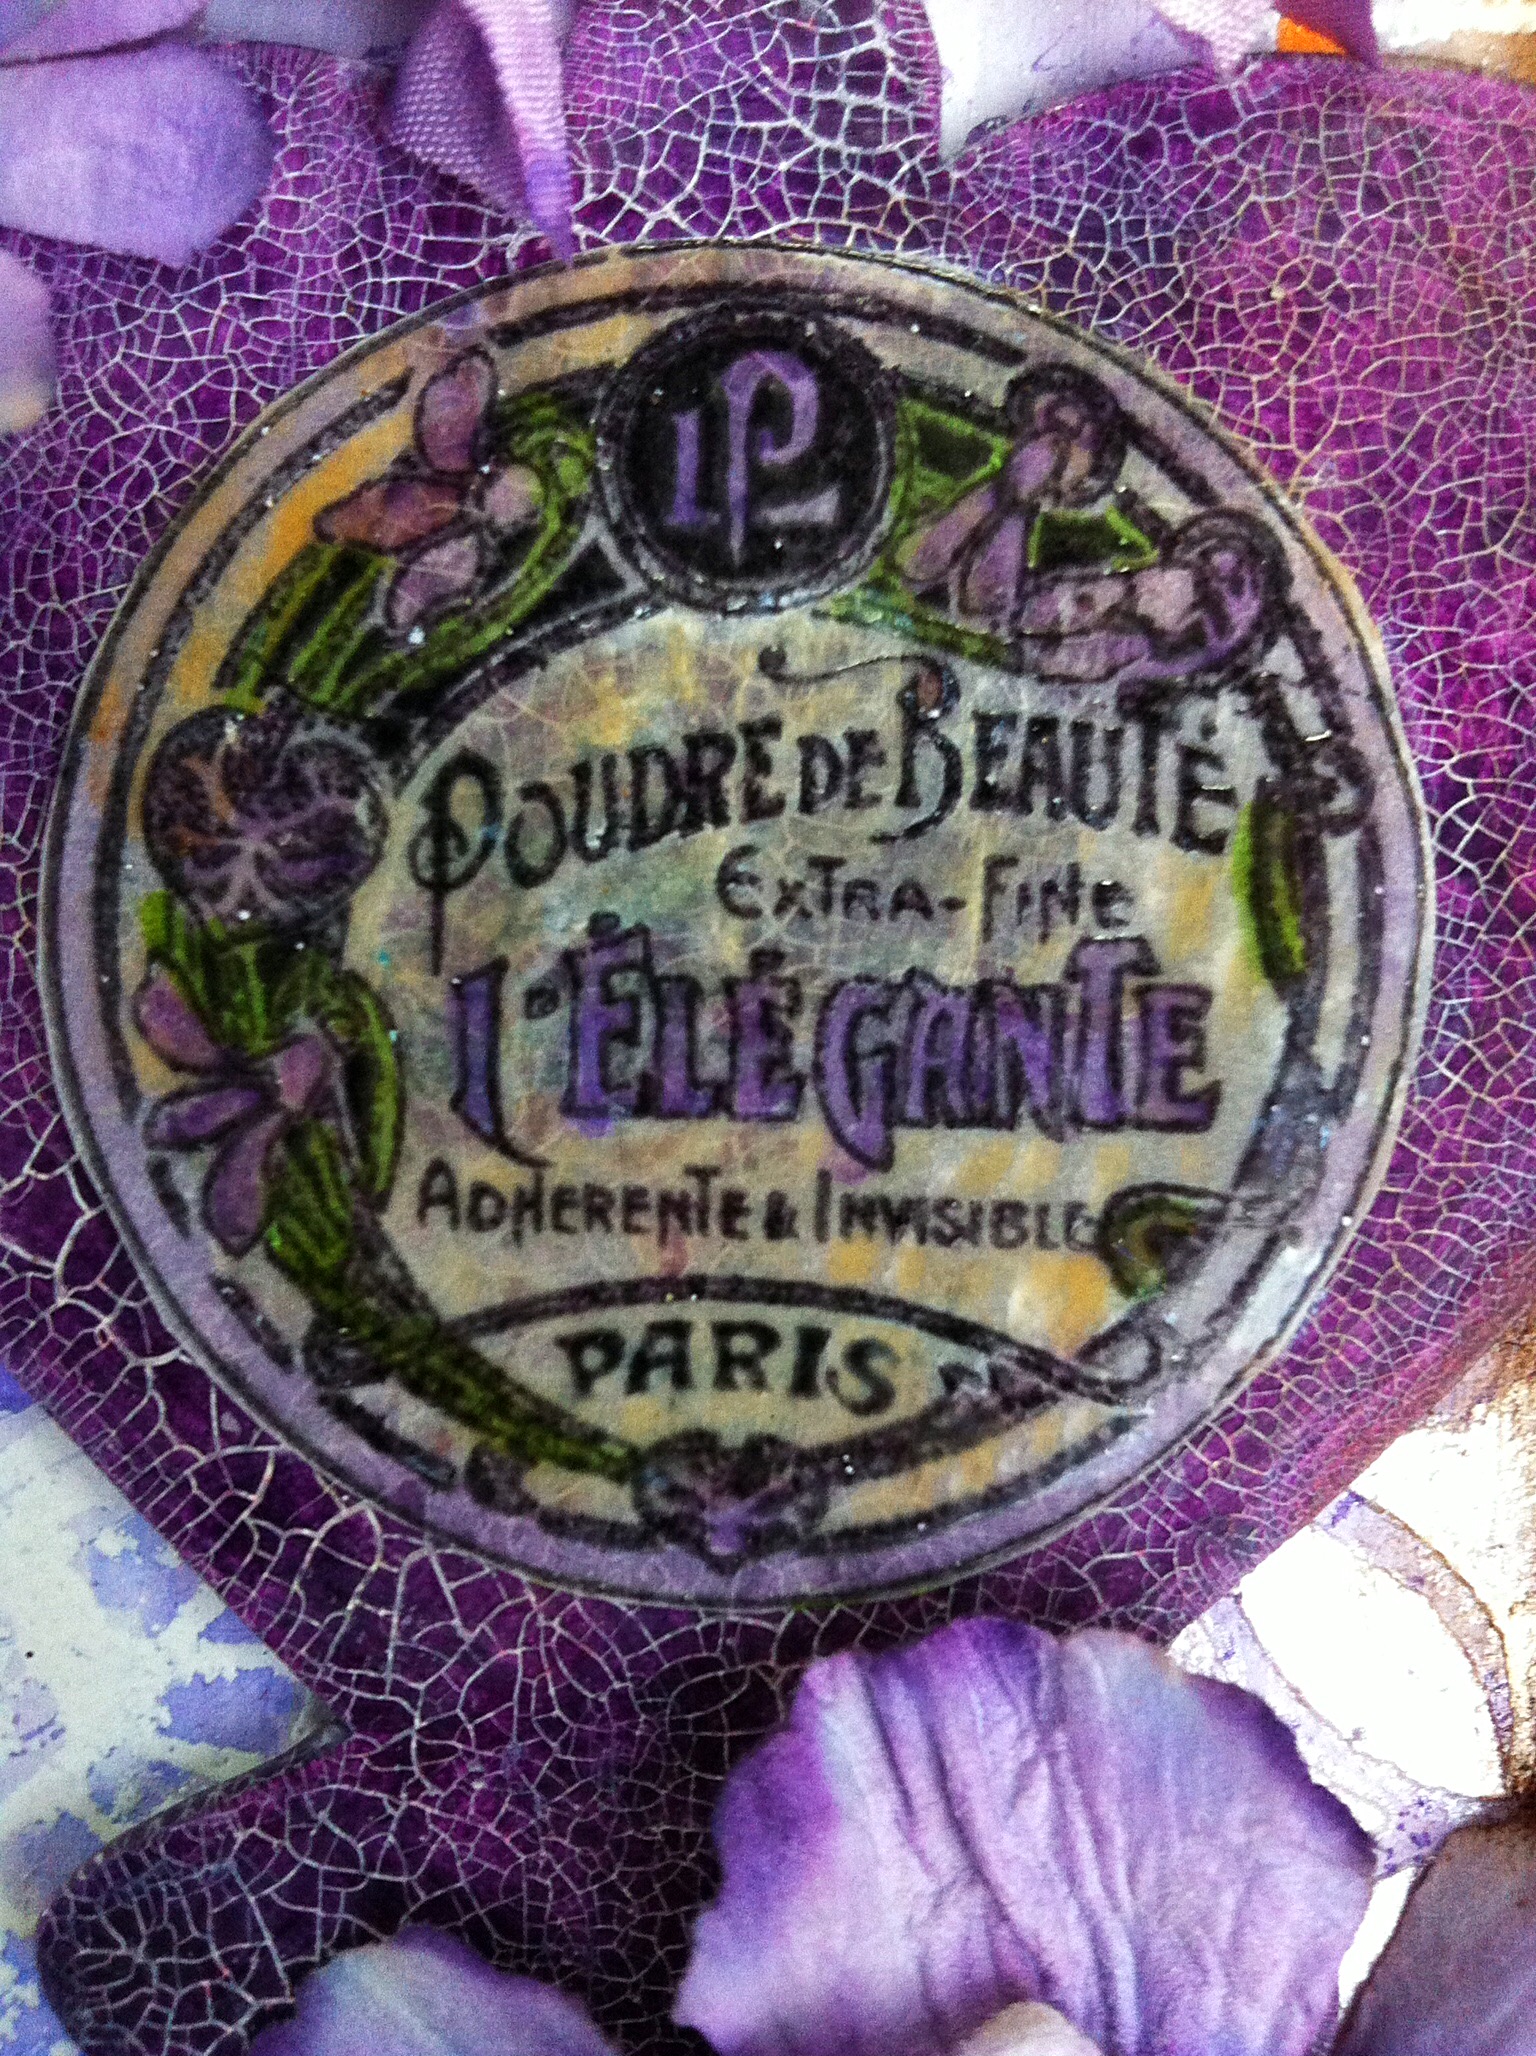 LP
POUDRE DE BEAUTÉ
EXTRA-FINE
L'ÉLÉGANTE
ADHERENTE & INVISIBLE
PARIS